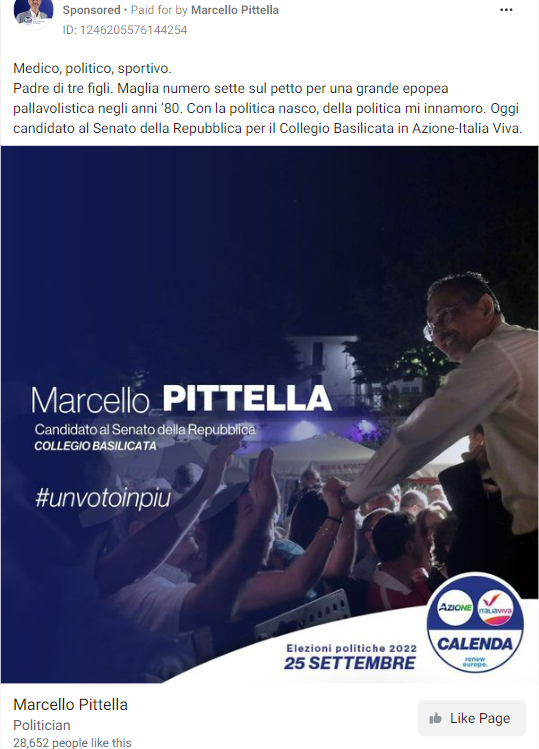 Sponsored • Paid for by Marcello Pittella
ID: 1246205576144254
Medico, politico, sportivo.
Padre di tre figli. Maglia numero sette sul petto per una grande epopea
pallavolistica negli anni ’80. Con la politica nasco, della politica mi innamoro. Oggi
candidato al Senato della Repubblica per il Collegio Basilicata in Azione-Italia Viva.
Marcello PITTELLA
Candidato al Senato della Repubblica
COLLEGIO BASILICATA
#unvotoinpiu
AZIONE
ITALIAVIVA
CALENDA
renew
europe.
Elezioni politiche 2022
25 SETTEMBRE
Marcello Pittella
Politician
28,652 people like this
Like Page